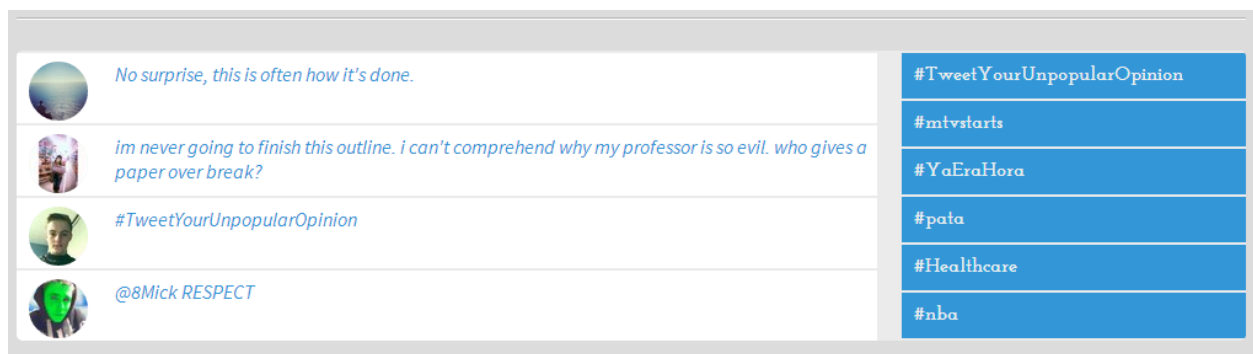 No surprise, this is often how it's done.
im never going to finish this outline. i can't comprehend why my professor is so evil. who gives a
paper over break?
#TweetYourUnpopularOpinion
@8Mick RESPECT
#TweetYourUnpopularOpinion
#mtvstarts
#YaEraHora
#pata
#Healthcare
#nba